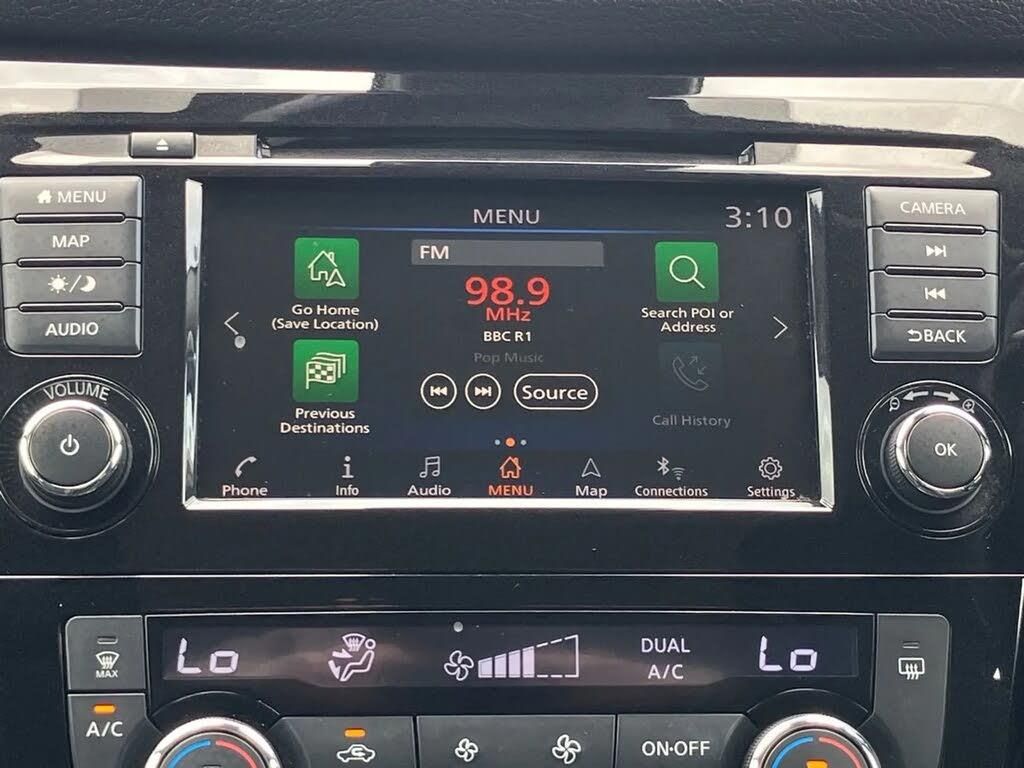 MENU
MAP
AUDIO
VOLUME
MENU
3:10
Go Home
(Save Location)
Previous
Destinations
FM
98.9
MHz
BBC R1
Pop Music
Source
Search POI or
Address
Call History
Phone
Info
Audio
MENU
Map
Connections
Settings
CAMERA
BACK
OK
MAX
Lo
DUAL
A/C
Lo
A/C
ON·OFF